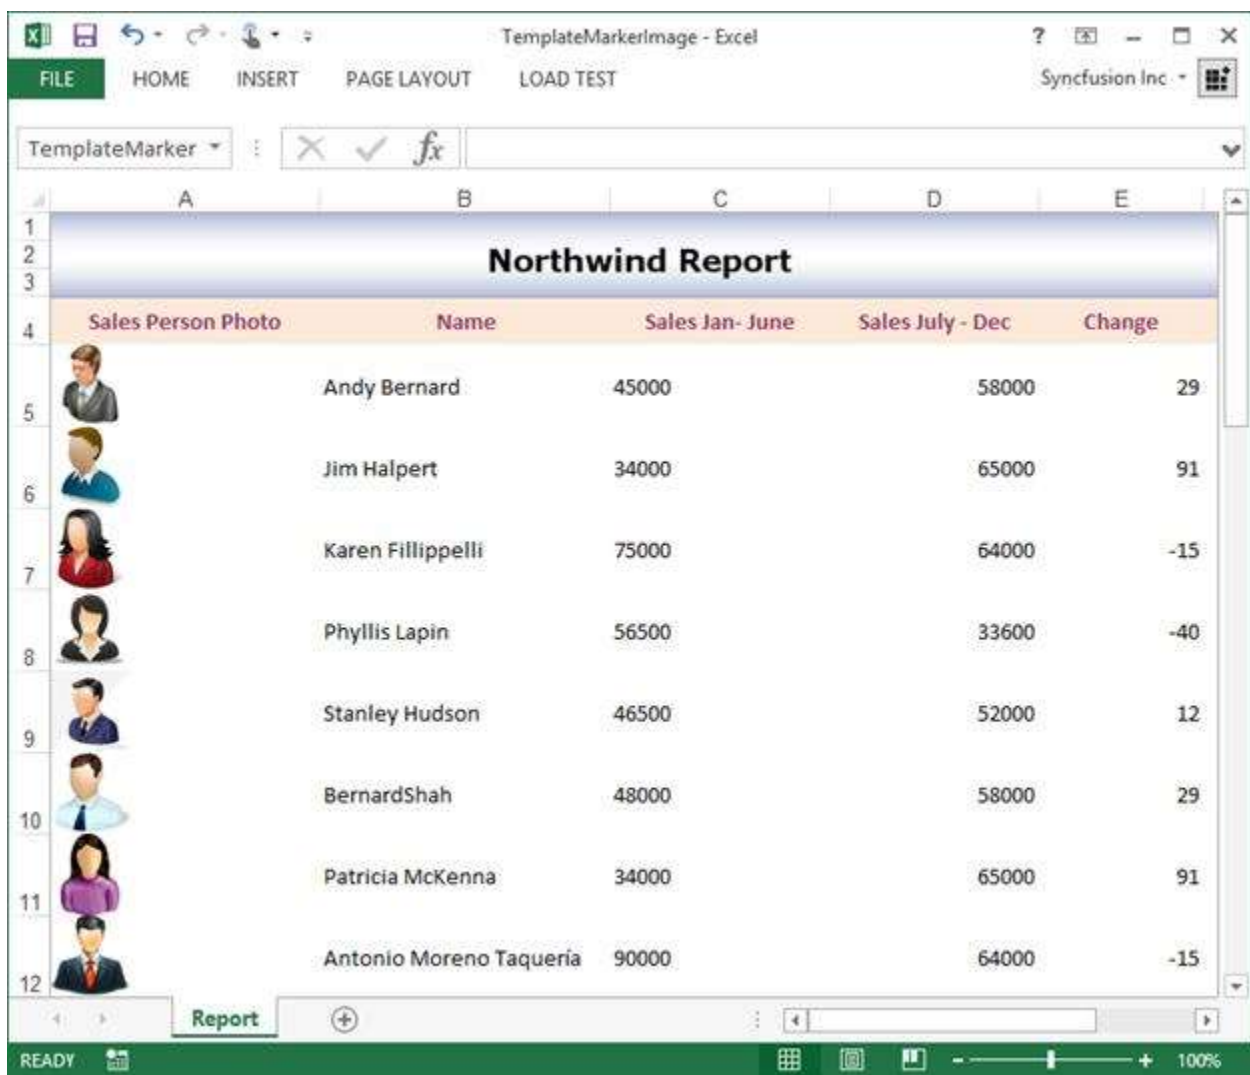 TemplateMarkerImage - Excel ?
FILE HOME INSERT PAGE LAYOUT LOAD TEST Syncfusion Inc
TemplateMarker fx
A B C D E
1
2 Northwind Report
3
4 Sales Person Photo Name Sales Jan- June Sales July - Dec Change
5 Andy Bernard 45000 58000 29
6 Jim Halpert 34000 65000 91
7 Karen Fillippelli 75000 64000 -15
8 Phyllis Lapin 56500 33600 -40
9 Stanley Hudson 46500 52000 12
10 BernardShah 48000 58000 29
11 Patricia McKenna 34000 65000 91
12 Antonio Moreno Taquería 90000 64000 -15
Report
READY 100%